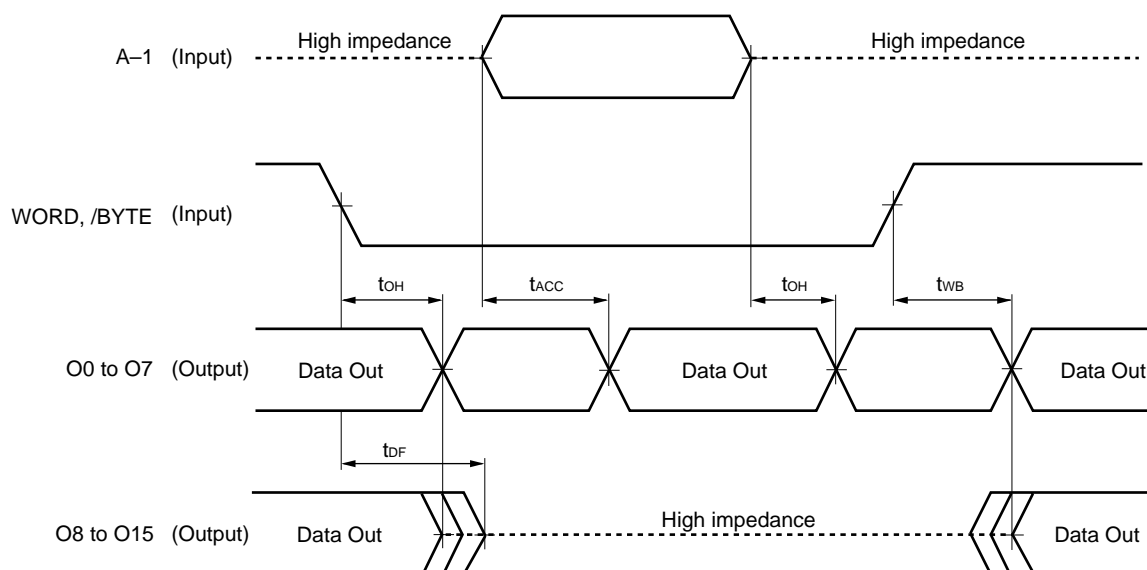 High impedance
High impedance
A–1 (Input)
WORD, /BYTE (Input)
tOH
tACC
tOH
tWB
O0 to O7 (Output)
Data Out
Data Out
Data Out
tDF
O8 to O15 (Output)
Data Out
High impedance
Data Out